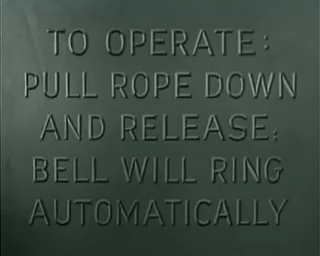 TO OPERATE:
PULL ROPE DOWN
AND RELEASE;
BELL WILL RING
AUTOMATICALLY